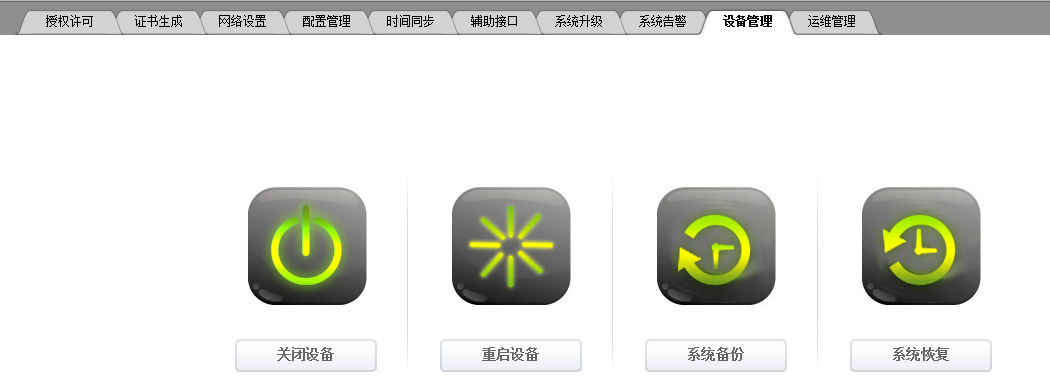 授权许可 证书生成 网络设置 配置管理 时间同步 辅助接口 系统升级 系统告警 设备管理 运维管理
关闭设备 重启设备 系统备份 系统恢复